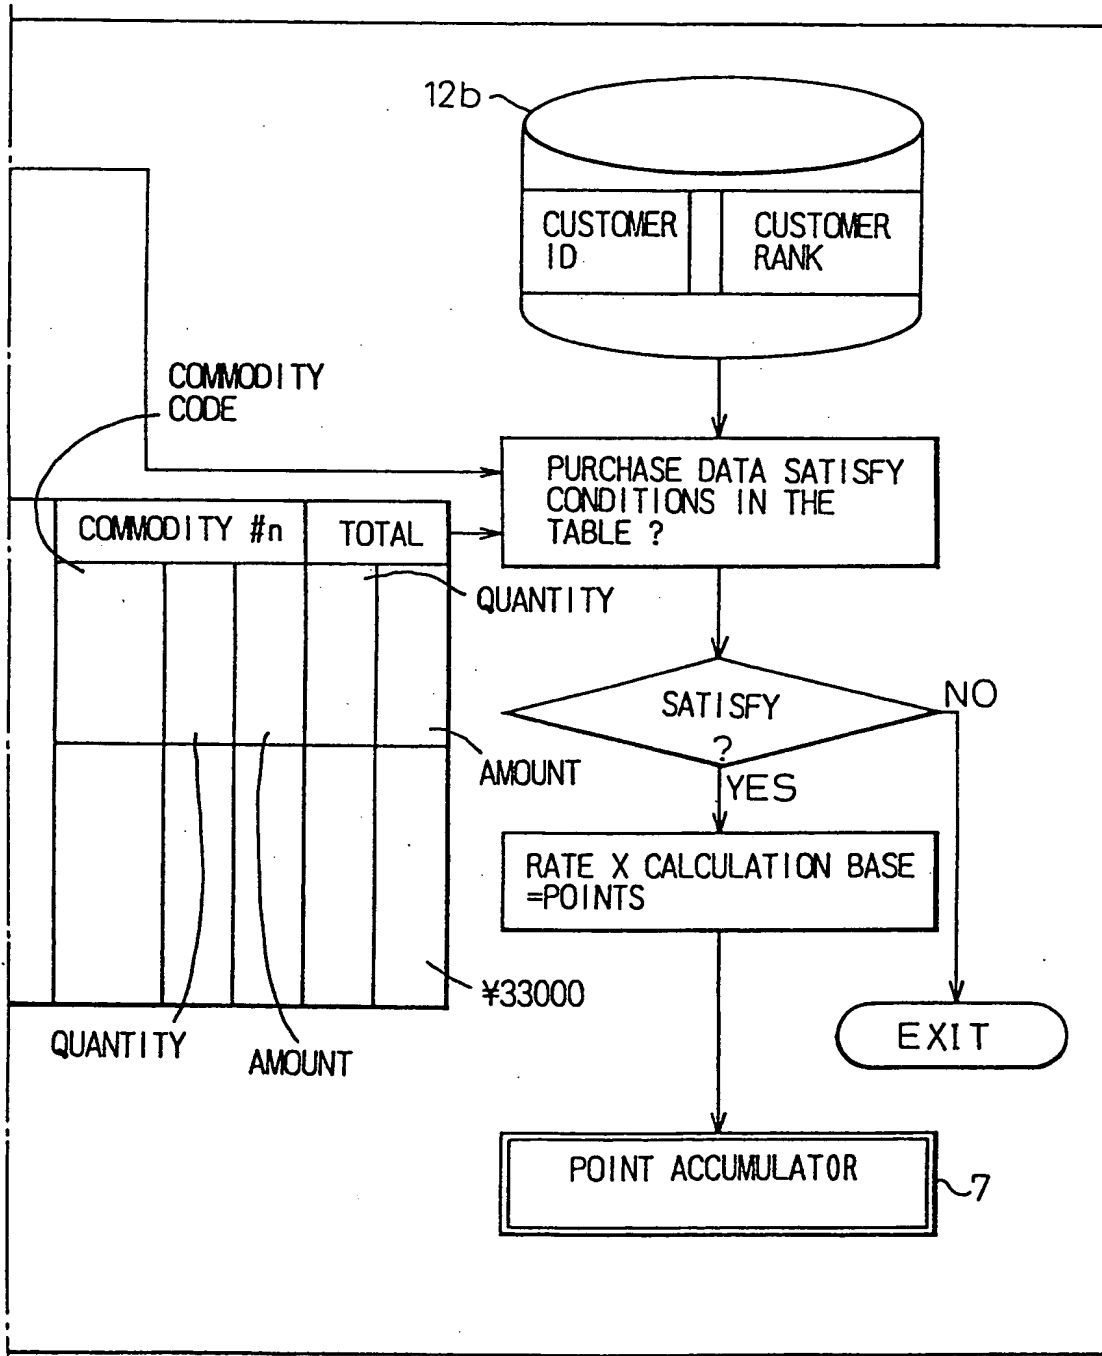 12b
CUSTOMER
ID
CUSTOMER
RANK
COMMODITY
CODE
PURCHASE DATA SATISFY
CONDITIONS IN THE
TABLE ?
COMMODITY #n
TOTAL
QUANTITY
SATISFY
?
NO
AMOUNT
YES
RATE X CALCULATION BASE
=POINTS
¥33000
QUANTITY
AMOUNT
EXIT
POINT ACCUMULATOR
7